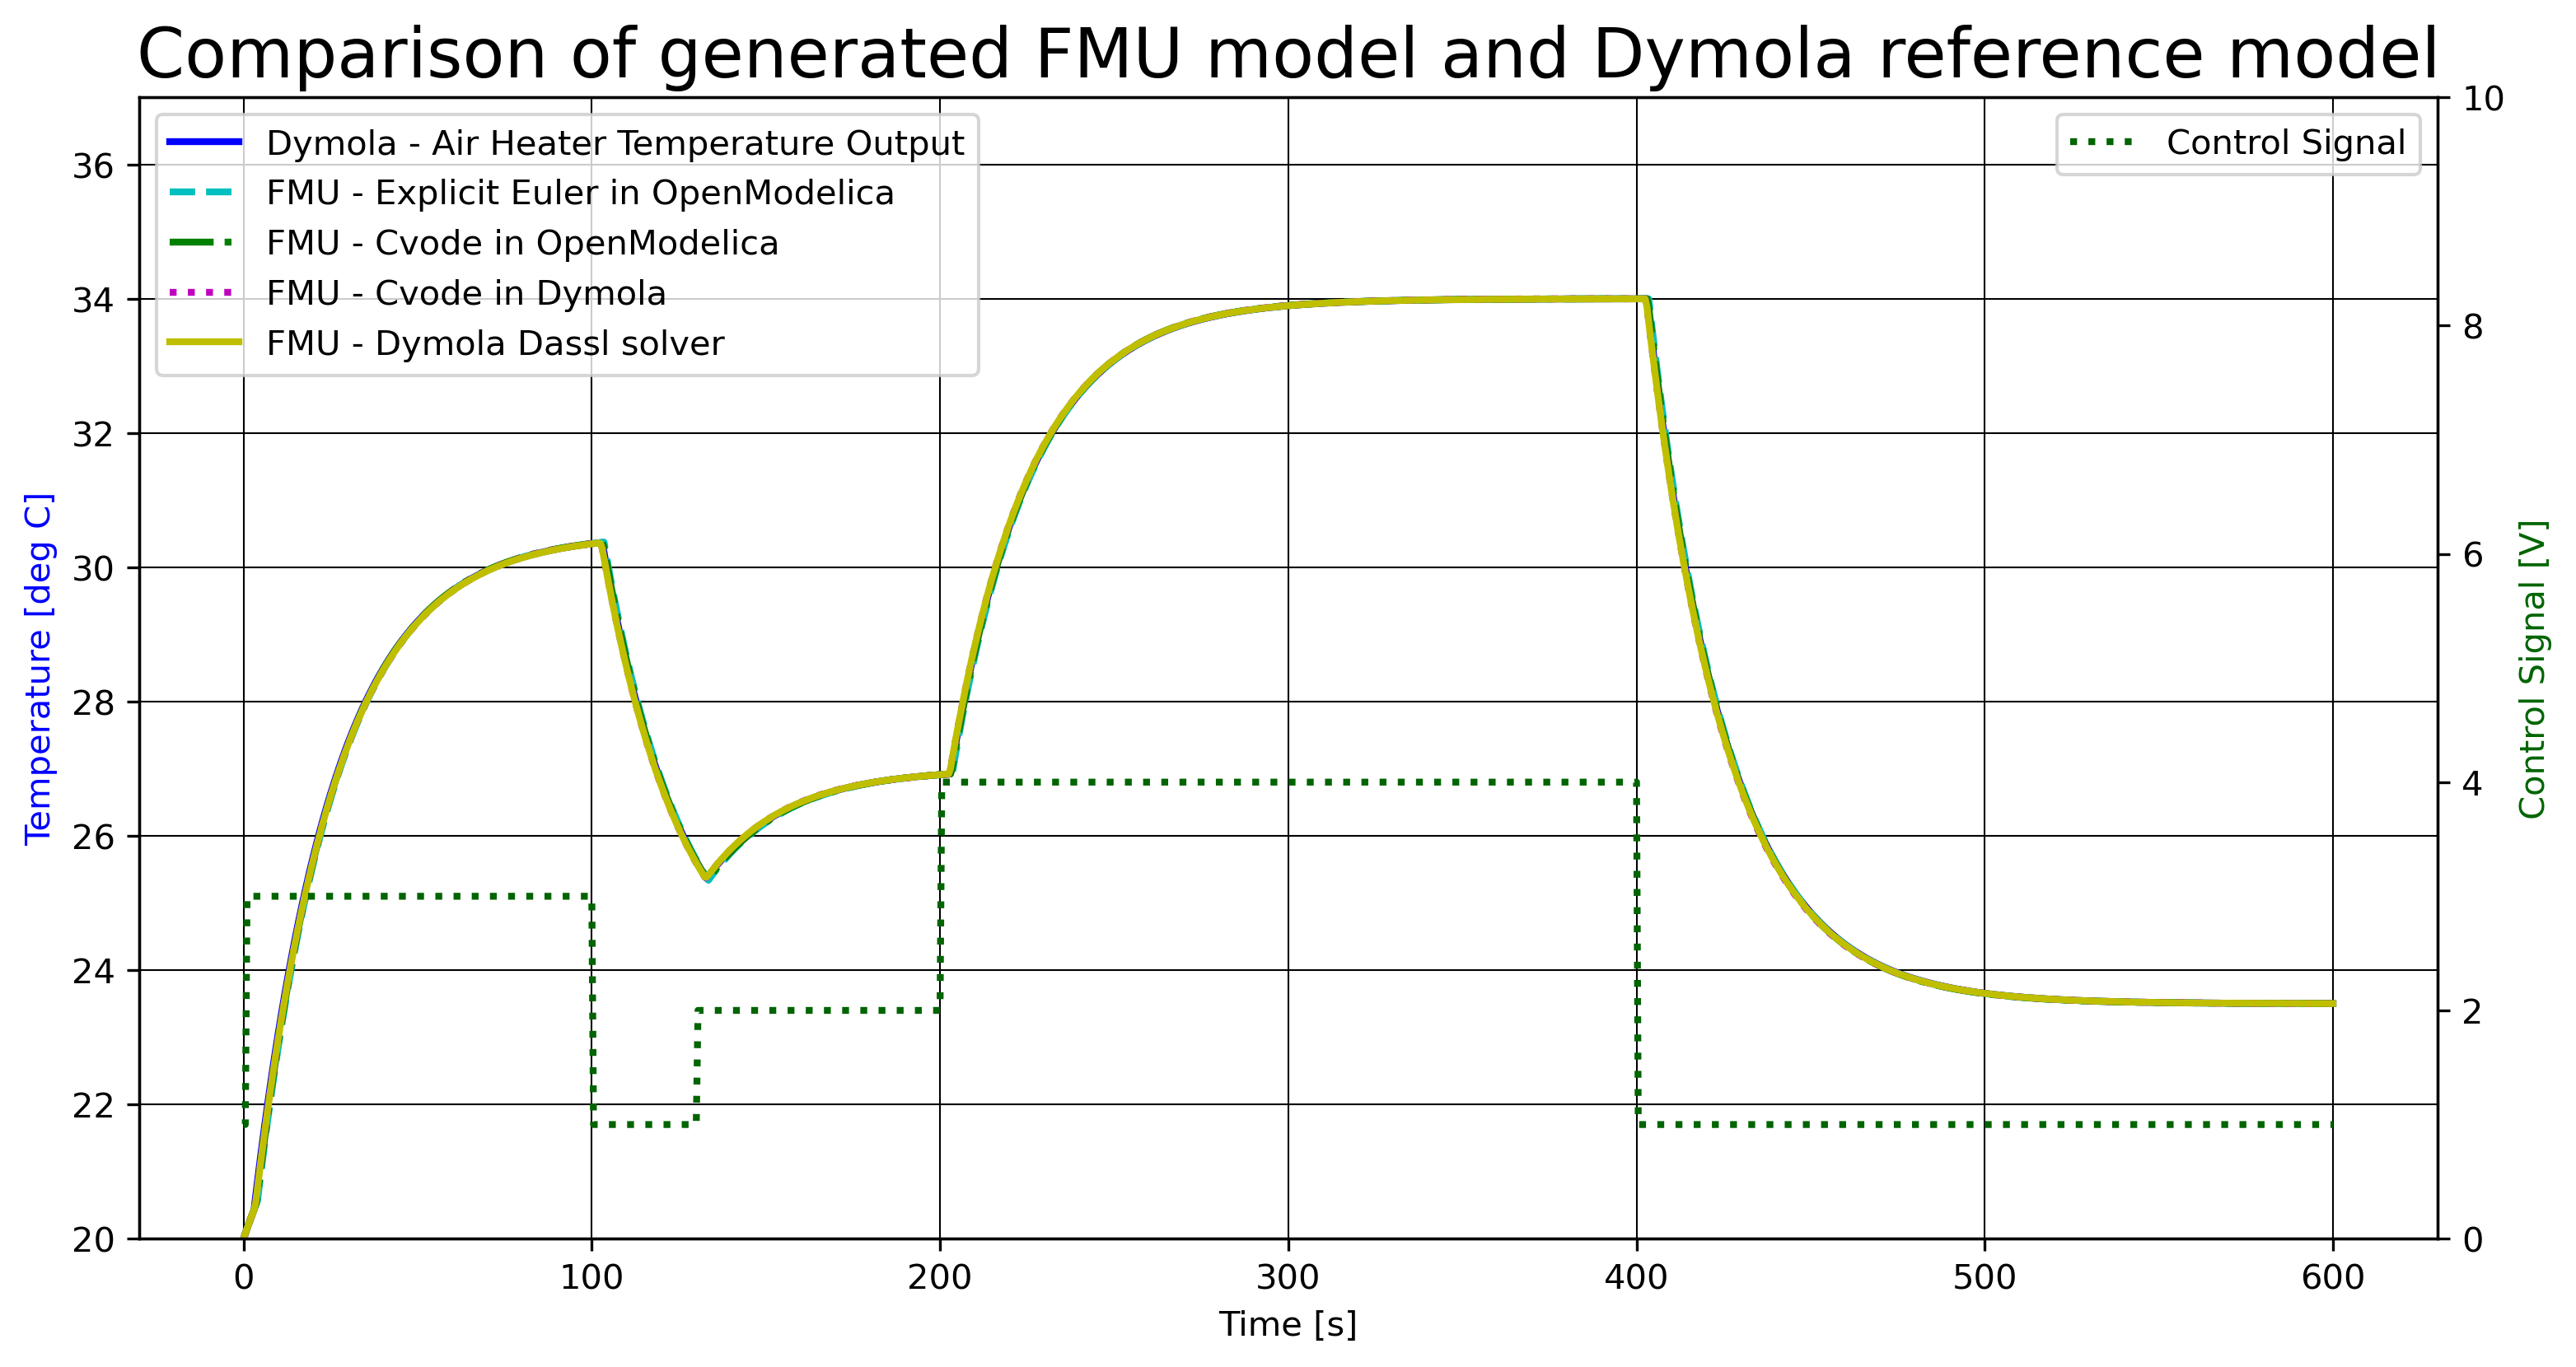 Comparison of generated FMU model and Dymola reference model
Dymola - Air Heater Temperature Output
FMU - Explicit Euler in OpenModelica
FMU - Cvode in OpenModelica
FMU - Cvode in Dymola
FMU - Dymola Dassl solver
Control Signal
Temperature [deg C]
36
34
32
30
28
26
24
22
20
10
8
6
4
2
0
Control Signal [V]
0 100 200 300 400 500 600
Time [s]